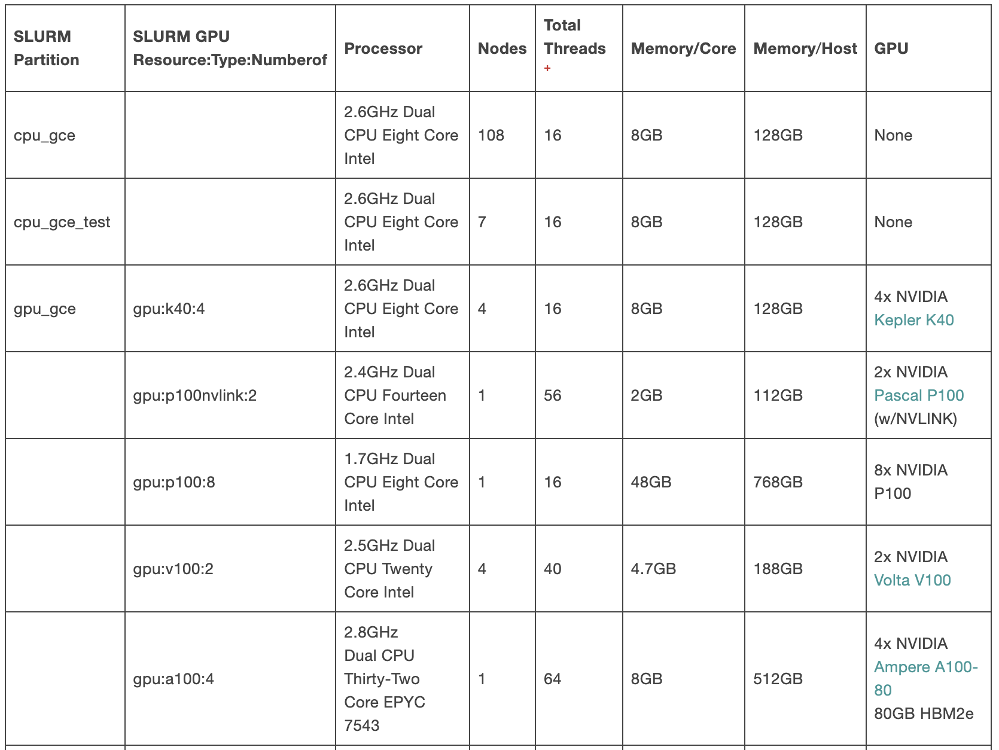 SLURM
Partition
SLURM GPU
Resource:Type:Numberof
Processor
Nodes
Total
Threads
+
Memory/Core
Memory/Host
GPU
cpu_gce
2.6GHz Dual
CPU Eight Core
Intel
108
16
8GB
128GB
None
cpu_gce_test
2.6GHz Dual
CPU Eight Core
Intel
7
16
8GB
128GB
None
gpu_gce
gpu:k40:4
2.6GHz Dual
CPU Eight Core
Intel
4
16
8GB
128GB
4x NVIDIA
Kepler K40
gpu:p100nvlink:2
2.4GHz Dual
CPU Fourteen
Core Intel
1
56
2GB
112GB
2x NVIDIA
Pascal P100
(w/NVLINK)
gpu:p100:8
1.7GHz Dual
CPU Eight Core
Intel
1
16
48GB
768GB
8x NVIDIA
P100
gpu:v100:2
2.5GHz Dual
CPU Twenty
Core Intel
4
40
4.7GB
188GB
2x NVIDIA
Volta V100
gpu:a100:4
2.8GHz
Dual CPU
Thirty-Two
Core EPYC
7543
1
64
8GB
512GB
4x NVIDIA
Ampere A100-
80
80GB HBM2e